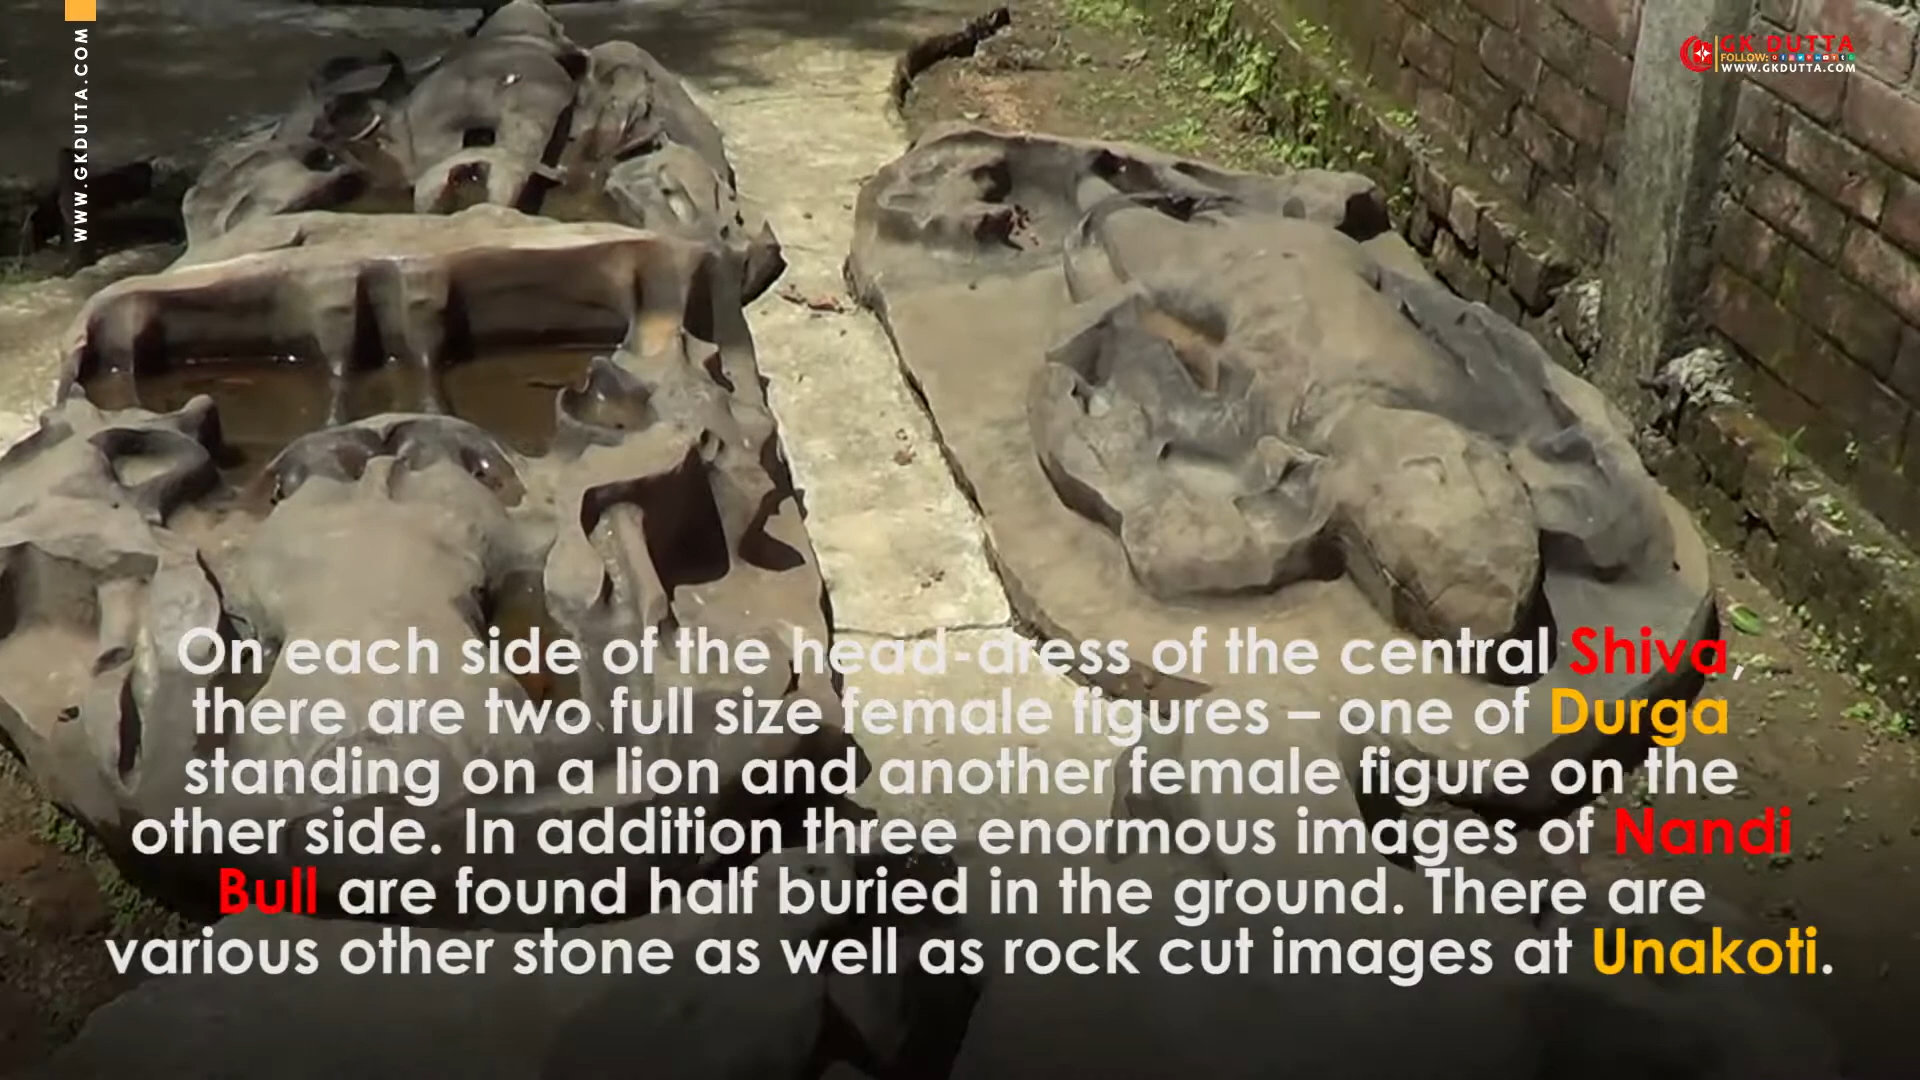 WWW.GKDUTTA.COM
GK DUTTA
FOLLOW:
WWW.GKDUTTA.COM
On each side of the head-dress of the central Shiva,
there are two full size female figures – one of Durga
standing on a lion and another female figure on the
other side. In addition three enormous images of Nandi
Bull are found half buried in the ground. There are
various other stone as well as rock cut images at Unakoti.